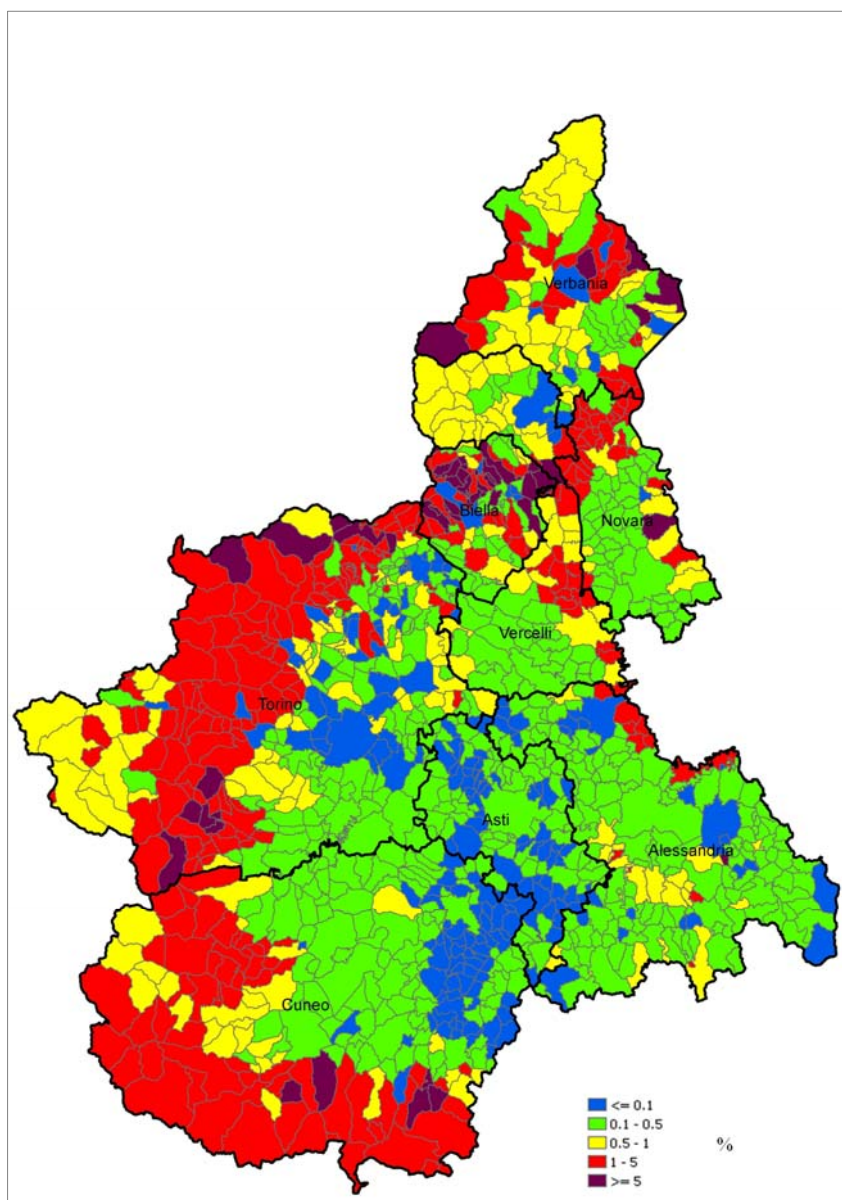 Verbania
Biella
Novara
Vercelli
Torino
Asti
Alessandria
Cuneo
<= 0.1
0.1 - 0.5
0.5 - 1
%
1 - 5
>= 5